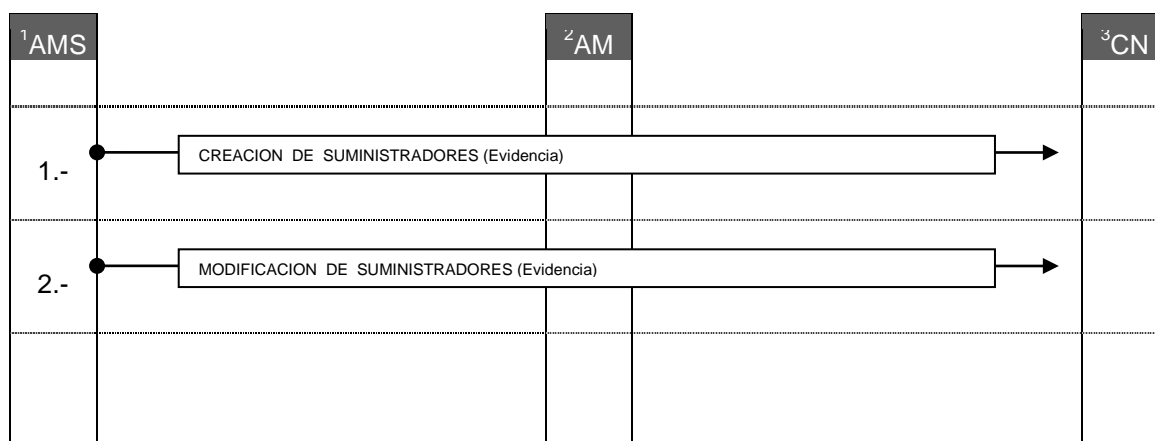 ¹AMS ²AM ³CN
1.- CREACION DE SUMINISTRADORES (Evidencia)
2.- MODIFICACION DE SUMINISTRADORES (Evidencia)